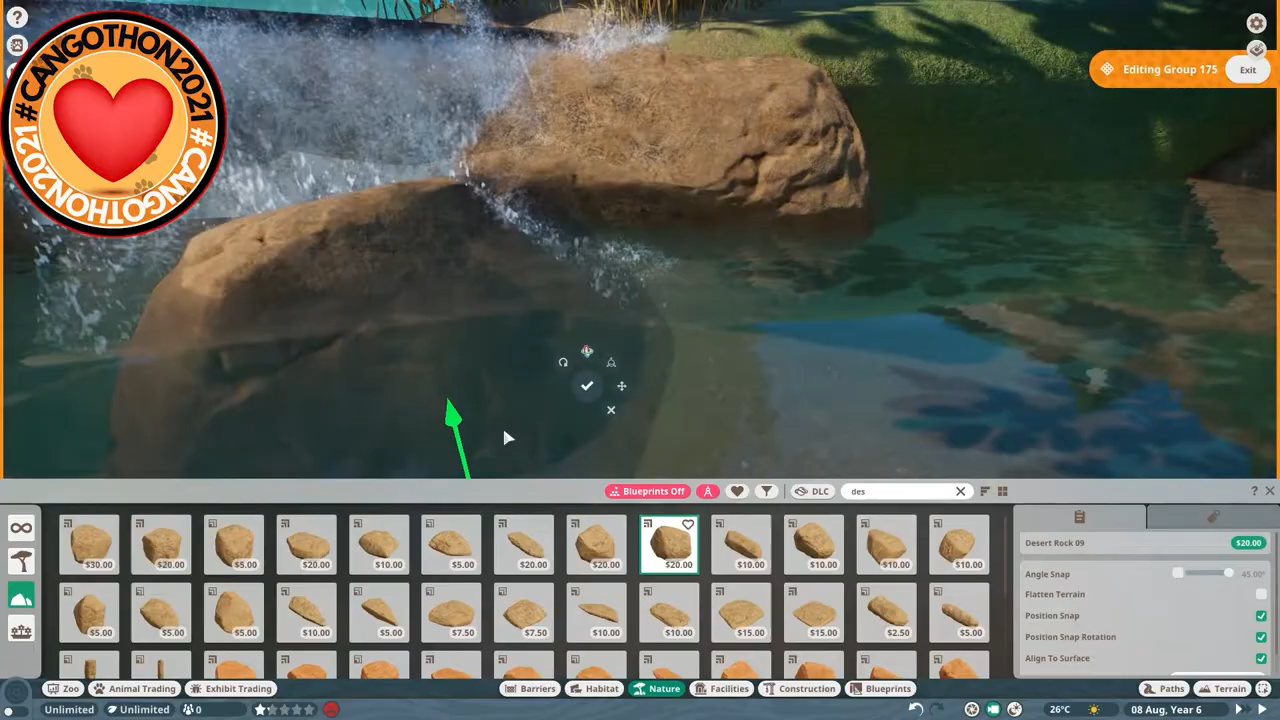 #CANGOTHON2021
#CANGOTHON2021
Editing Group 175
Exit
Blueprints Off
DLC
des
$30.00 $20.00 $5.00 $20.00 $10.00 $5.00 $20.00 $20.00 $20.00 $10.00 $10.00 $10.00 $10.00
$5.00 $5.00 $5.00 $10.00 $5.00 $7.50 $7.50 $10.00 $10.00 $15.00 $15.00 $2.50 $5.00
Desert Rock 09 $20.00
Angle Snap 45.00°
Flatten Terrain
Position Snap
Position Snap Rotation
Align To Surface
Zoo Animal Trading Exhibit Trading Barriers Habitat Nature Facilities Construction Blueprints Paths Terrain
Unlimited Unlimited 0 26°C 08 Aug, Year 6